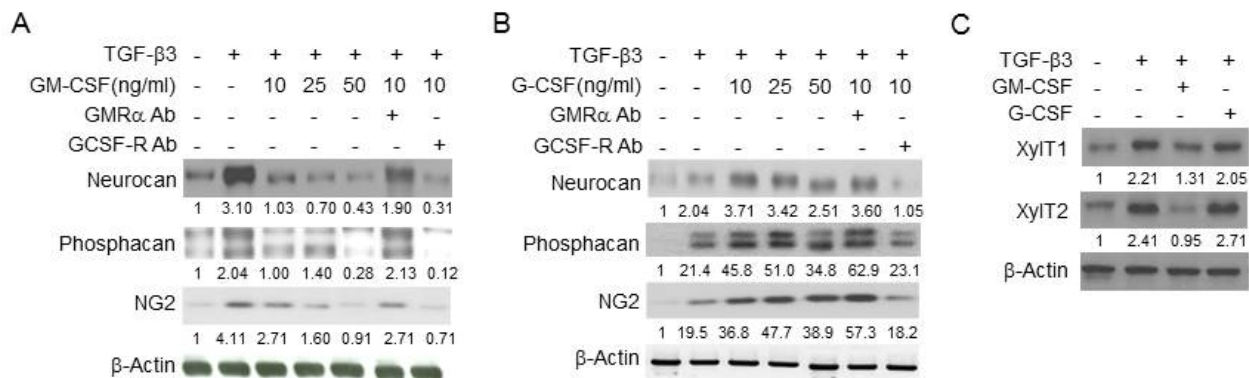 A
TGF-β3 - + + + + + +
GM-CSF(ng/ml) - - 10 25 50 10 10
GMRα Ab - - - - - + -
GCSF-R Ab - - - - - - +
Neurocan
1 3.10 1.03 0.70 0.43 1.90 0.31
Phosphacan
1 2.04 1.00 1.40 0.28 2.13 0.12
NG2
1 4.11 2.71 1.60 0.91 2.71 0.71
β-Actin
B
TGF-β3 - + + + + + +
G-CSF(ng/ml) - - 10 25 50 10 10
GMRα Ab - - - - - + -
GCSF-R Ab - - - - - - +
Neurocan
1 2.04 3.71 3.42 2.51 3.60 1.05
Phosphacan
1 21.4 45.8 51.0 34.8 62.9 23.1
NG2
1 19.5 36.8 47.7 38.9 57.3 18.2
β-Actin
C
TGF-β3 - + + +
GM-CSF - - + -
G-CSF - - - +
XylT1
1 2.21 1.31 2.05
XylT2
1 2.41 0.95 2.71
β-Actin